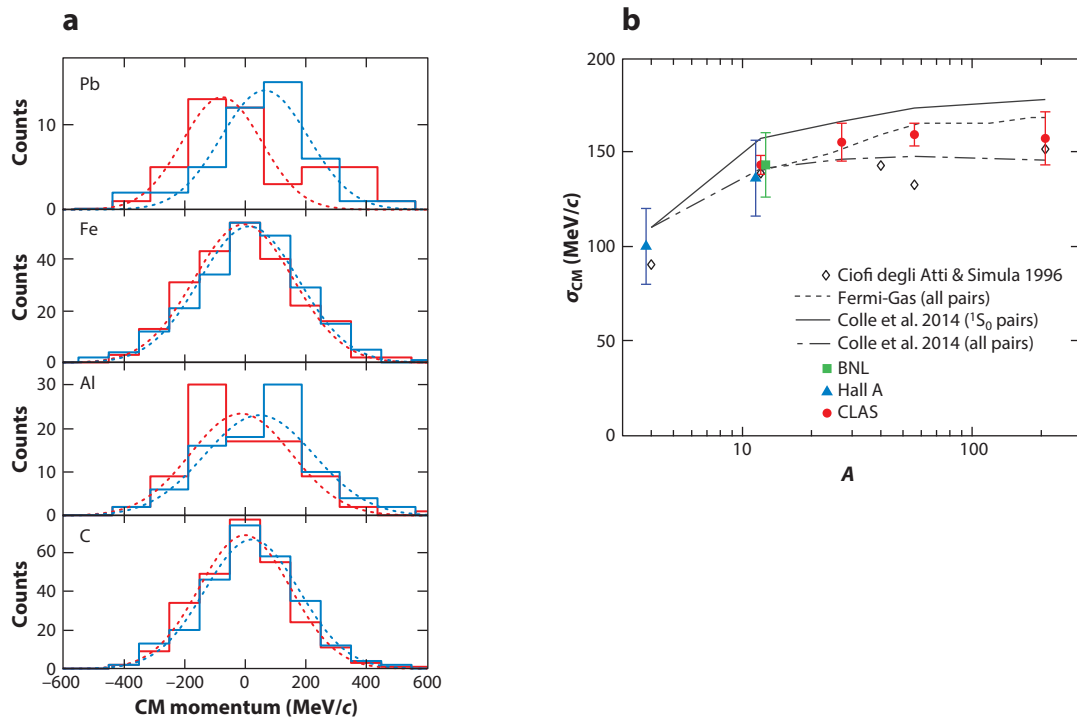 a
Pb
Counts
10
0
Fe
Counts
40
20
0
Al
Counts
30
20
10
0
C
Counts
60
40
20
0
−600 −400 −200 0 200 400 600
CM momentum (MeV/c)
b
200
150
100
50
0
σCM (MeV/c)
10 100
A
Ciofi degli Atti & Simula 1996
Fermi-Gas (all pairs)
Colle et al. 2014 (¹S₀ pairs)
Colle et al. 2014 (all pairs)
BNL
Hall A
CLAS